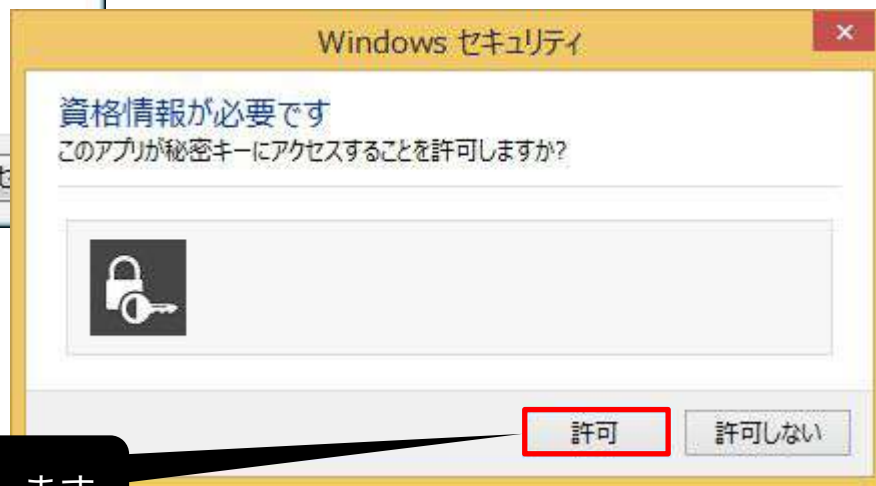 Windows セキュリティ
資格情報が必要です
このアプリが秘密キーにアクセスすることを許可しますか?
許可
許可しない
ます